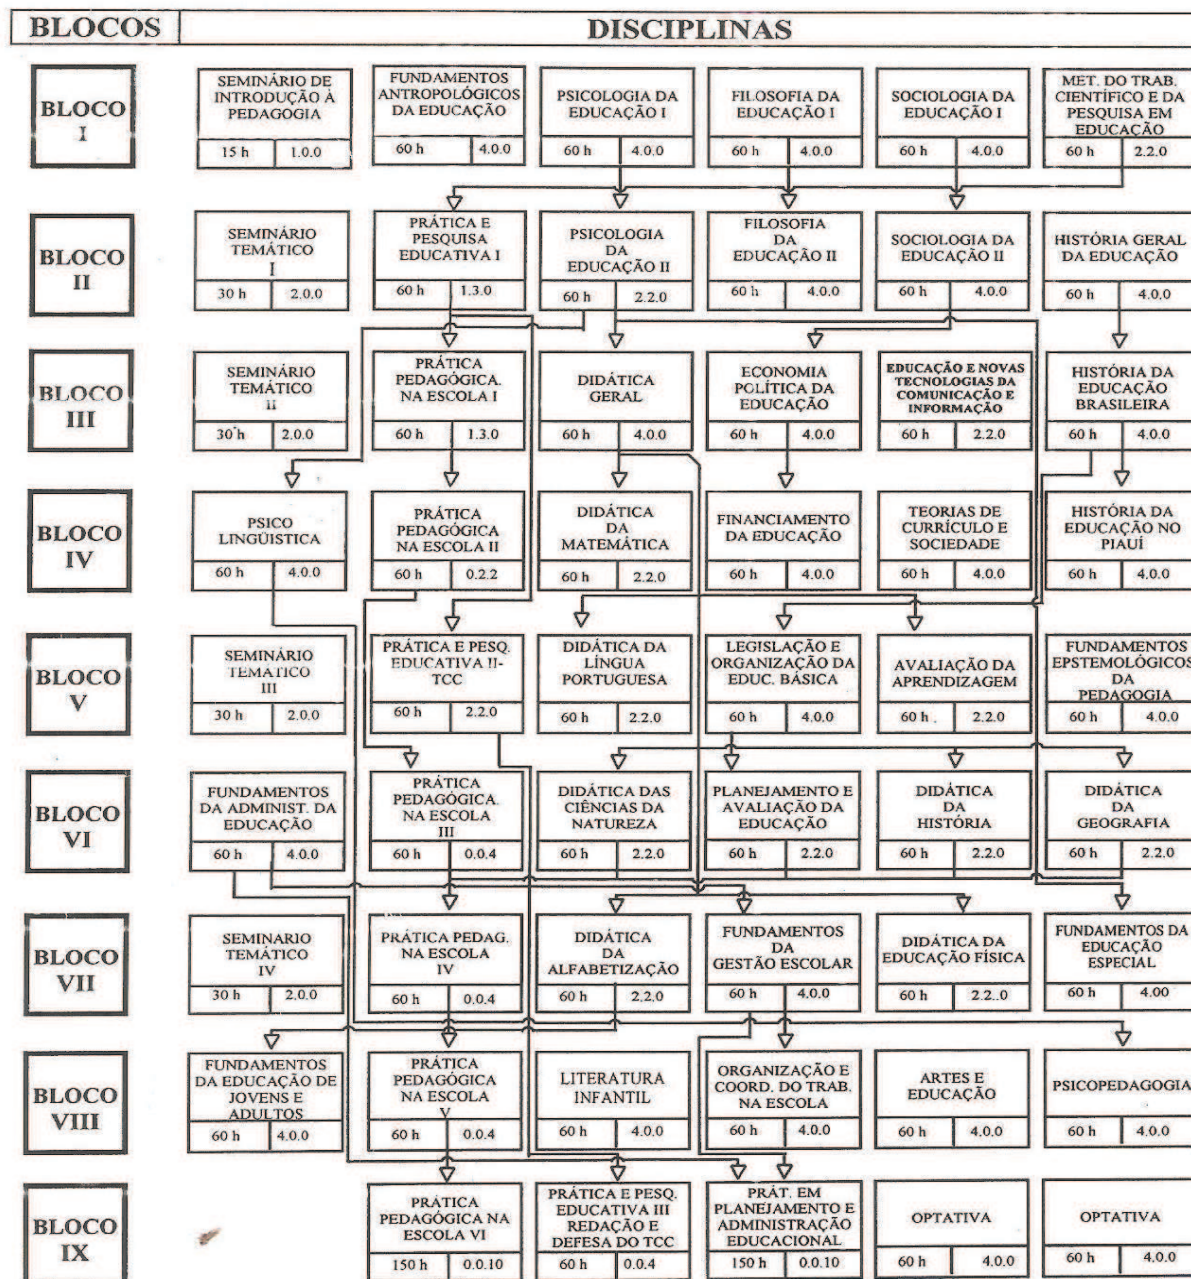 BLOCOS
DISCIPLINAS
BLOCO
I
SEMINÁRIO DE
INTRODUÇÃO À
PEDAGOGIA
15 h 1.0.0
FUNDAMENTOS
ANTROPOLÓGICOS
DA EDUCAÇÃO
60 h 4.0.0
PSICOLOGIA DA
EDUCAÇÃO I
60 h 4.0.0
FILOSOFIA DA
EDUCAÇÃO I
60 h 4.0.0
SOCIOLOGIA DA
EDUCAÇÃO I
60 h 4.0.0
MET. DO TRAB.
CIENTÍFICO E DA
PESQUISA EM
EDUCAÇÃO
60 h 2.2.0
BLOCO
II
SEMINÁRIO
TEMÁTICO
I
30 h 2.0.0
PRÁTICA E
PESQUISA
EDUCATIVA I
60 h 1.3.0
PSICOLOGIA
DA
EDUCAÇÃO II
60 h 2.2.0
FILOSOFIA
DA
EDUCAÇÃO II
60 h 4.0.0
SOCIOLOGIA DA
EDUCAÇÃO II
60 h 4.0.0
HISTÓRIA GERAL
DA EDUCAÇÃO
60 h 4.0.0
BLOCO
III
SEMINÁRIO
TEMÁTICO
II
30 h 2.0.0
PRÁTICA
PEDAGÓGICA.
NA ESCOLA I
60 h 1.3.0
DIDÁTICA
GERAL
60 h 4.0.0
ECONOMIA
POLÍTICA DA
EDUCAÇÃO
60 h 4.0.0
EDUCAÇÃO E NOVAS
TECNOLOGIAS DA
COMUNICAÇÃO E
INFORMAÇÃO
60 h 2.2.0
HISTÓRIA DA
EDUCAÇÃO
BRASILEIRA
60 h 4.0.0
BLOCO
IV
PSICO
LINGÜISTICA
60 h 4.0.0
PRÁTICA
PEDAGÓGICA
NA ESCOLA II
60 h 0.2.2
DIDÁTICA
DA
MATEMÁTICA
60 h 2.2.0
FINANCIAMENTO
DA EDUCAÇÃO
60 h 4.0.0
TEORIAS DE
CURRÍCULO E
SOCIEDADE
60 h 4.0.0
HISTÓRIA DA
EDUCAÇÃO NO
PIAUÍ
60 h 4.0.0
BLOCO
V
SEMINÁRIO
TEMATICO
III
30 h 2.0.0
PRÁTICA E PESQ.
EDUCATIVA II-
TCC
60 h 2.2.0
DIDÁTICA DA
LÍNGUA
PORTUGUESA
60 h 2.2.0
LEGISLAÇÃO E
ORGANIZAÇÃO DA
EDUC. BÁSICA
60 h 4.0.0
AVALIAÇÃO DA
APRENDIZAGEM
60 h . 2.2.0
FUNDAMENTOS
EPSTEMOLÓGICOS
DA
PEDAGOGIA
60 h 4.0.0
BLOCO
VI
FUNDAMENTOS
DA ADMINIST. DA
EDUCAÇÃO
60 h 4.0.0
PRÁTICA
PEDAGÓGICA.
NA ESCOLA
III
60 h 0.0.4
DIDÁTICA DAS
CIÊNCIAS DA
NATUREZA
60 h 2.2.0
PLANEJAMENTO E
AVALIAÇÃO DA
EDUCAÇÃO
60 h 2.2.0
DIDÁTICA
DA
HISTÓRIA
60 h 2.2.0
DIDÁTICA
DA
GEOGRAFIA
60 h 2.2.0
BLOCO
VII
SEMINARIO
TEMÁTICO
IV
30 h 2.0.0
PRÁTICA PEDAG.
NA ESCOLA
IV
60 h 0.0.4
DIDÁTICA
DA
ALFABETIZAÇÃO
60 h 2.2.0
FUNDAMENTOS
DA
GESTÃO ESCOLAR
60 h 4.0.0
DIDÁTICA DA
EDUCAÇÃO FÍSICA
60 h 2.2..0
FUNDAMENTOS DA
EDUCAÇÃO
ESPECIAL
60 h 4.00
BLOCO
VIII
FUNDAMENTOS
DA EDUCAÇÃO DE
JOVENS E
ADULTOS
60 h 4.0.0
PRÁTICA
PEDAGÓGICA
NA ESCOLA
V
60 h 0.0.4
LITERATURA
INFANTIL
60 h 4.0.0
ORGANIZAÇÃO E
COORD. DO TRAB.
NA ESCOLA
60 h 4.0.0
ARTES E
EDUCAÇÃO
60 h 4.0.0
PSICOPEDAGOGIA
60 h 4.0.0
BLOCO
IX
PRÁTICA
PEDAGÓGICA NA
ESCOLA VI
150 h 0.0.10
PRÁTICA E PESQ.
EDUCATIVA III
REDAÇÃO E
DEFESA DO TCC
60 h 0.0.4
PRÁT. EM
PLANEJAMENTO E
ADMINISTRAÇÃO
EDUCACIONAL
150 h 0.0.10
OPTATIVA
60 h 4.0.0
OPTATIVA
60 h 4.0.0